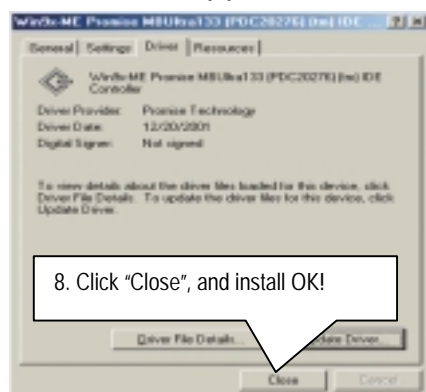 Win9x-ME Promise MBUltra133 (PDC20276) (tm) IDE ... ? X
General Settings Driver Resources
Win9x-ME Promise MBUltra133 (PDC20276) (tm) IDE
Controller
Driver Provider: Promise Technology
Driver Date: 12/20/2001
Digital Signer: Not signed
To view details about the driver files loaded for this device, click
Driver File Details. To update the driver files for this device, click
Update Driver.
8. Click “Close”, and install OK!
Driver File Details... Update Driver...
Close Cancel